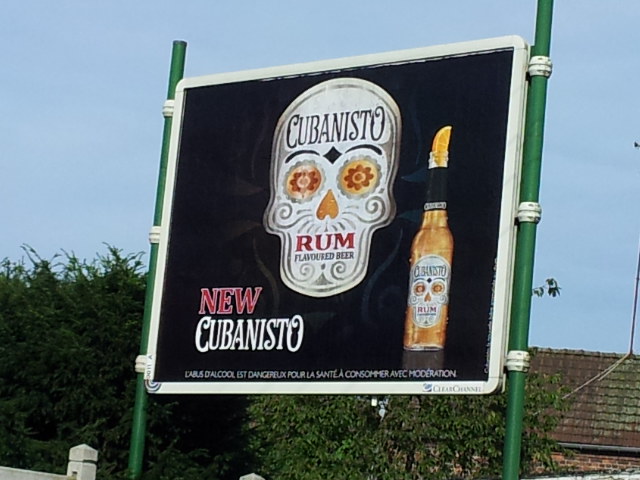 CUBANISTO
RUM
FLAVOURED BEER
CUBANISTO
CUBANISTO
RUM
NEW
CUBANISTO
L'ABUS D'ALCOOL EST DANGEREUX POUR LA SANTÉ. À CONSOMMER AVEC MODÉRATION.
CLEARCHANNEL